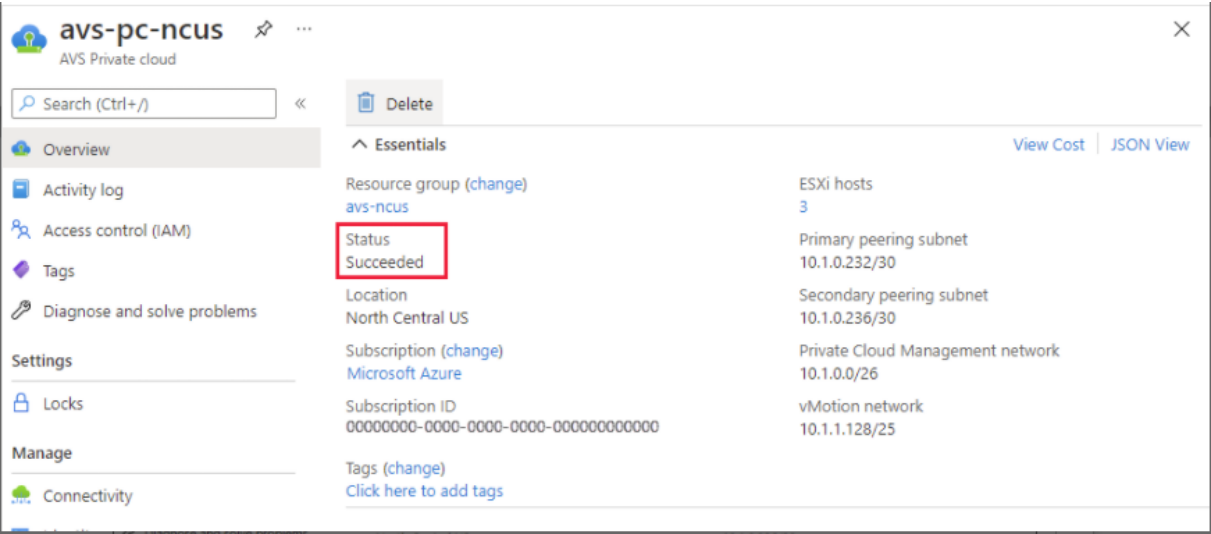 avs-pc-ncus
AVS Private cloud
Search (Ctrl+/)
Overview
Activity log
Access control (IAM)
Tags
Diagnose and solve problems
Settings
Locks
Manage
Connectivity
Delete
Essentials
View Cost
JSON View
Resource group (change)
avs-ncus
Status
Succeeded
Location
North Central US
Subscription (change)
Microsoft Azure
Subscription ID
00000000-0000-0000-0000-000000000000
Tags (change)
Click here to add tags
ESXi hosts
3
Primary peering subnet
10.1.0.232/30
Secondary peering subnet
10.1.0.236/30
Private Cloud Management network
10.1.0.0/26
vMotion network
10.1.1.128/25